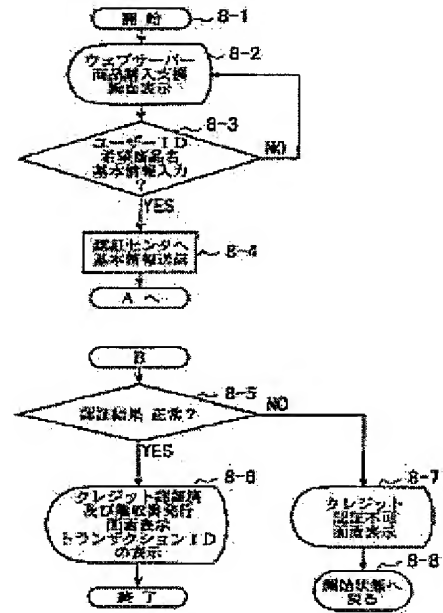 開始
8-1
ウェブサーバー
商品購入支援
画面表示
8-2
8-3
ユーザーID
希望商品名
基本情報入力
?
NO
YES
認証センタへ
基本情報送信
8-4
Aへ
B
8-5
認証結果 正常?
NO
YES
8-6
クレジット認証済
及び領収書発行
画面表示
トランザクションID
の表示
8-7
クレジット
認証不可
画面表示
8-8
開始状態へ
戻る
終了